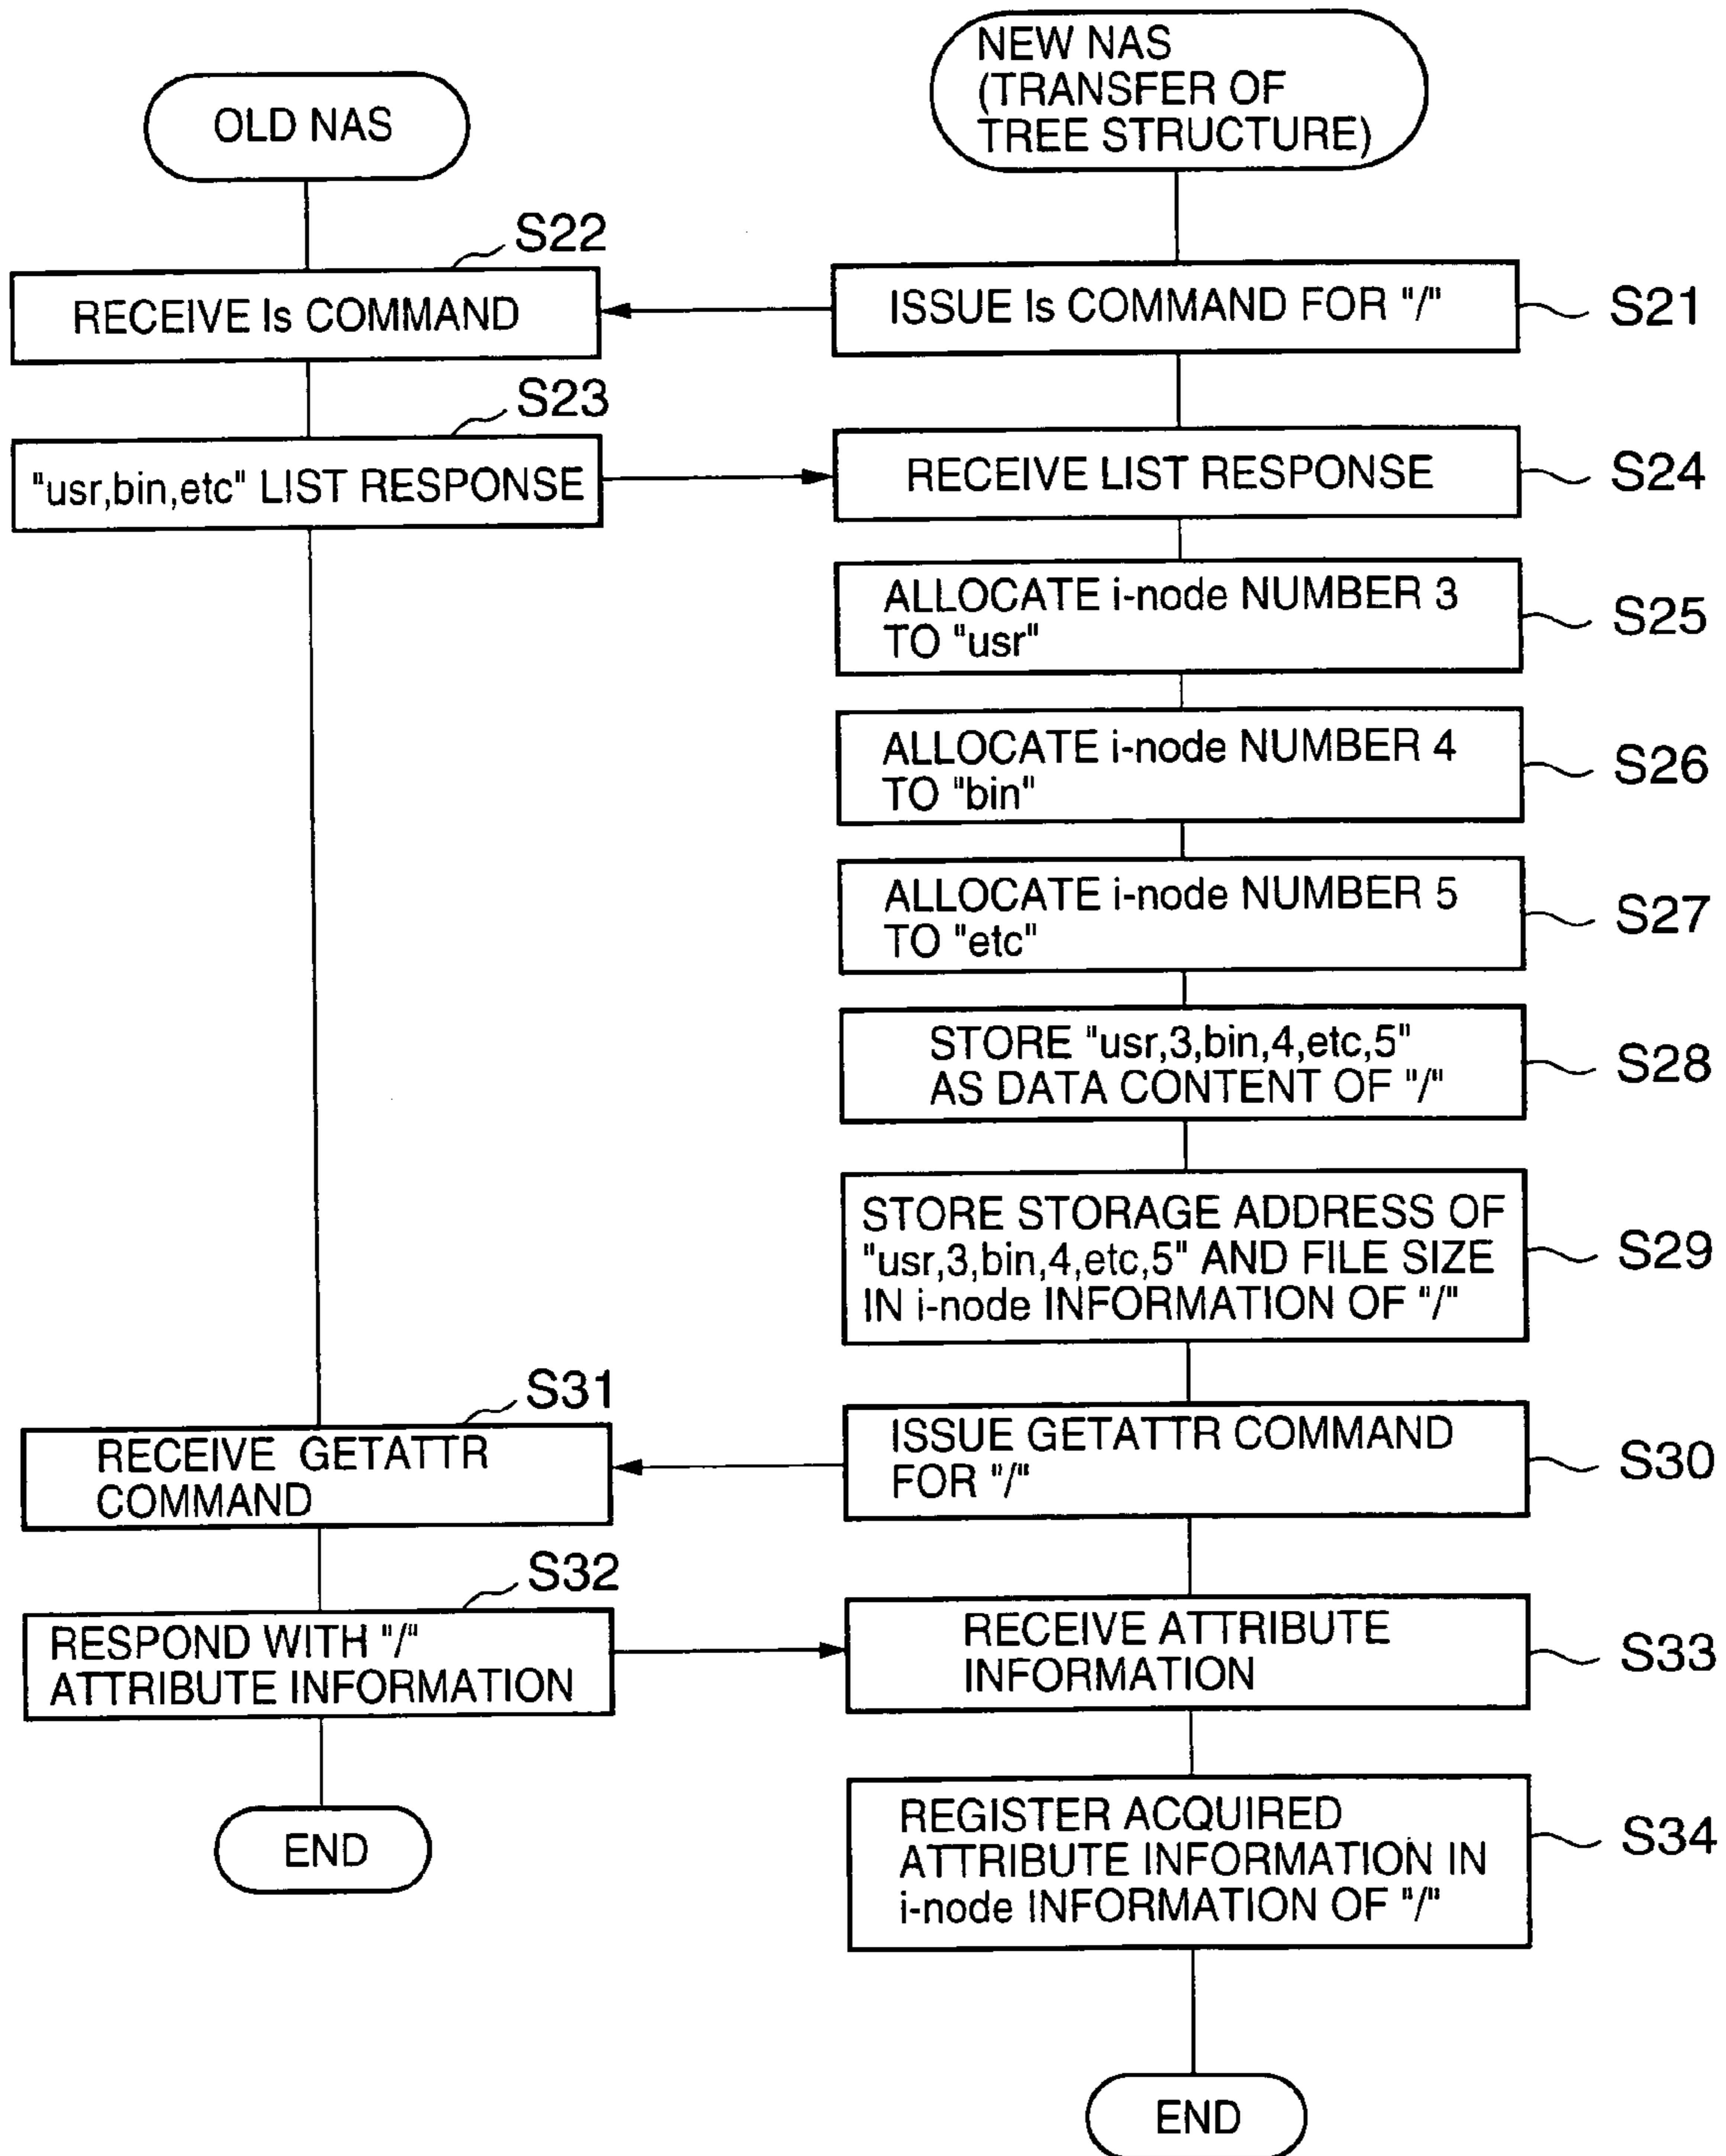 OLD NAS
NEW NAS
(TRANSFER OF
TREE STRUCTURE)
S22
RECEIVE ls COMMAND
ISSUE ls COMMAND FOR "/"
S21
S23
"usr,bin,etc" LIST RESPONSE
RECEIVE LIST RESPONSE
S24
ALLOCATE i-node NUMBER 3
TO "usr"
S25
ALLOCATE i-node NUMBER 4
TO "bin"
S26
ALLOCATE i-node NUMBER 5
TO "etc"
S27
STORE "usr,3,bin,4,etc,5"
AS DATA CONTENT OF "/"
S28
STORE STORAGE ADDRESS OF
"usr,3,bin,4,etc,5" AND FILE SIZE
IN i-node INFORMATION OF "/"
S29
S31
RECEIVE GETATTR
COMMAND
ISSUE GETATTR COMMAND
FOR "/"
S30
S32
RESPOND WITH "/"
ATTRIBUTE INFORMATION
RECEIVE ATTRIBUTE
INFORMATION
S33
END
REGISTER ACQUIRED
ATTRIBUTE INFORMATION IN
i-node INFORMATION OF "/"
S34
END